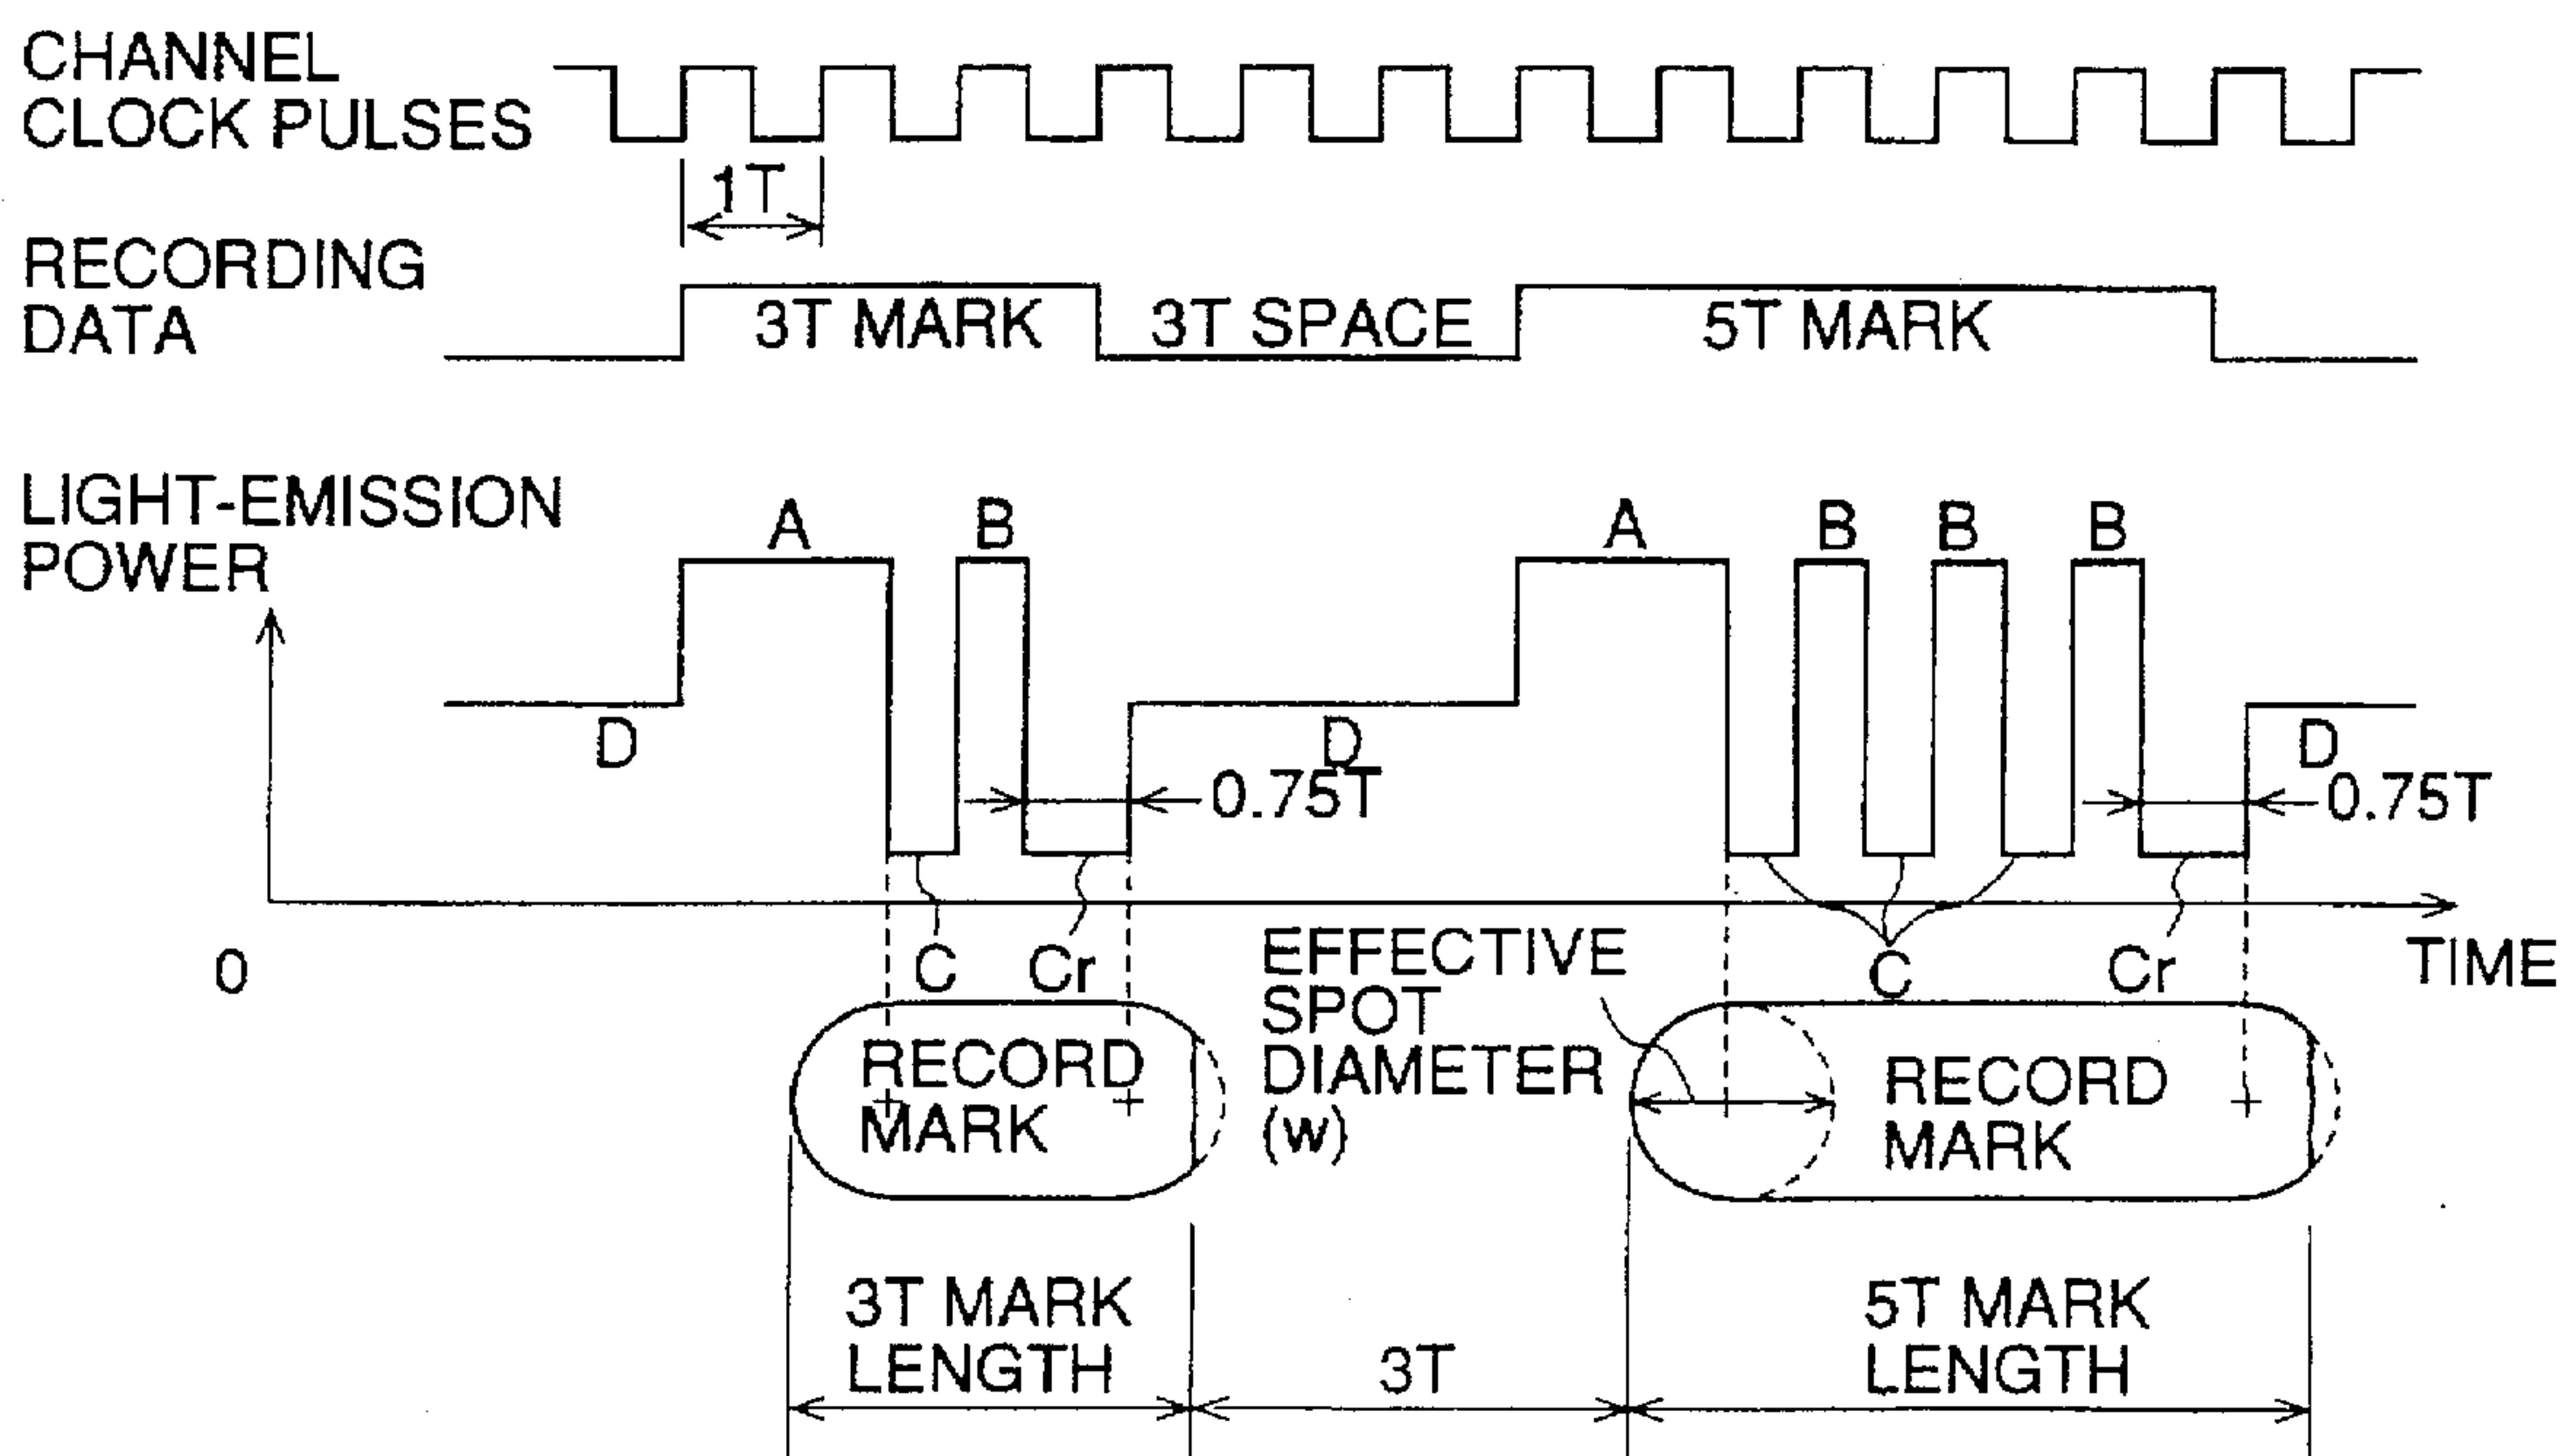 CHANNEL
CLOCK PULSES
1T
RECORDING
DATA
3T MARK
3T SPACE
5T MARK
LIGHT-EMISSION
POWER
A
B
A
B
B
B
D
D
D
0.75T
0.75T
0
C
Cr
C
Cr
TIME
EFFECTIVE
SPOT
DIAMETER
(w)
RECORD
MARK
RECORD
MARK
3T MARK
LENGTH
3T
5T MARK
LENGTH